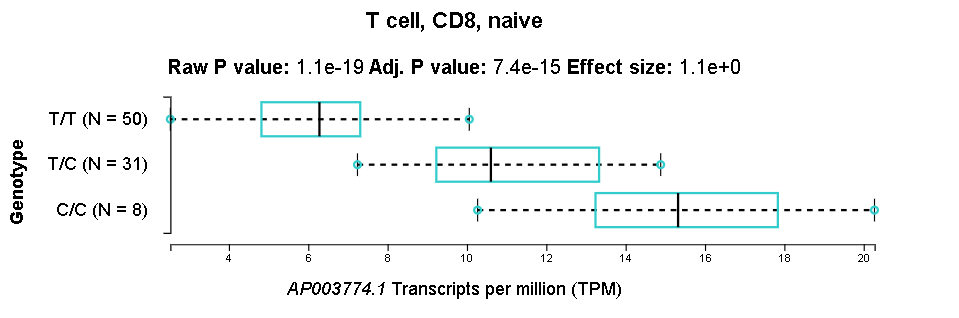 T cell, CD8, naive
Raw P value: 1.1e-19 Adj. P value: 7.4e-15 Effect size: 1.1e+0
Genotype
T/T (N = 50)
T/C (N = 31)
C/C (N = 8)
4 6 8 10 12 14 16 18 20
AP003774.1 Transcripts per million (TPM)